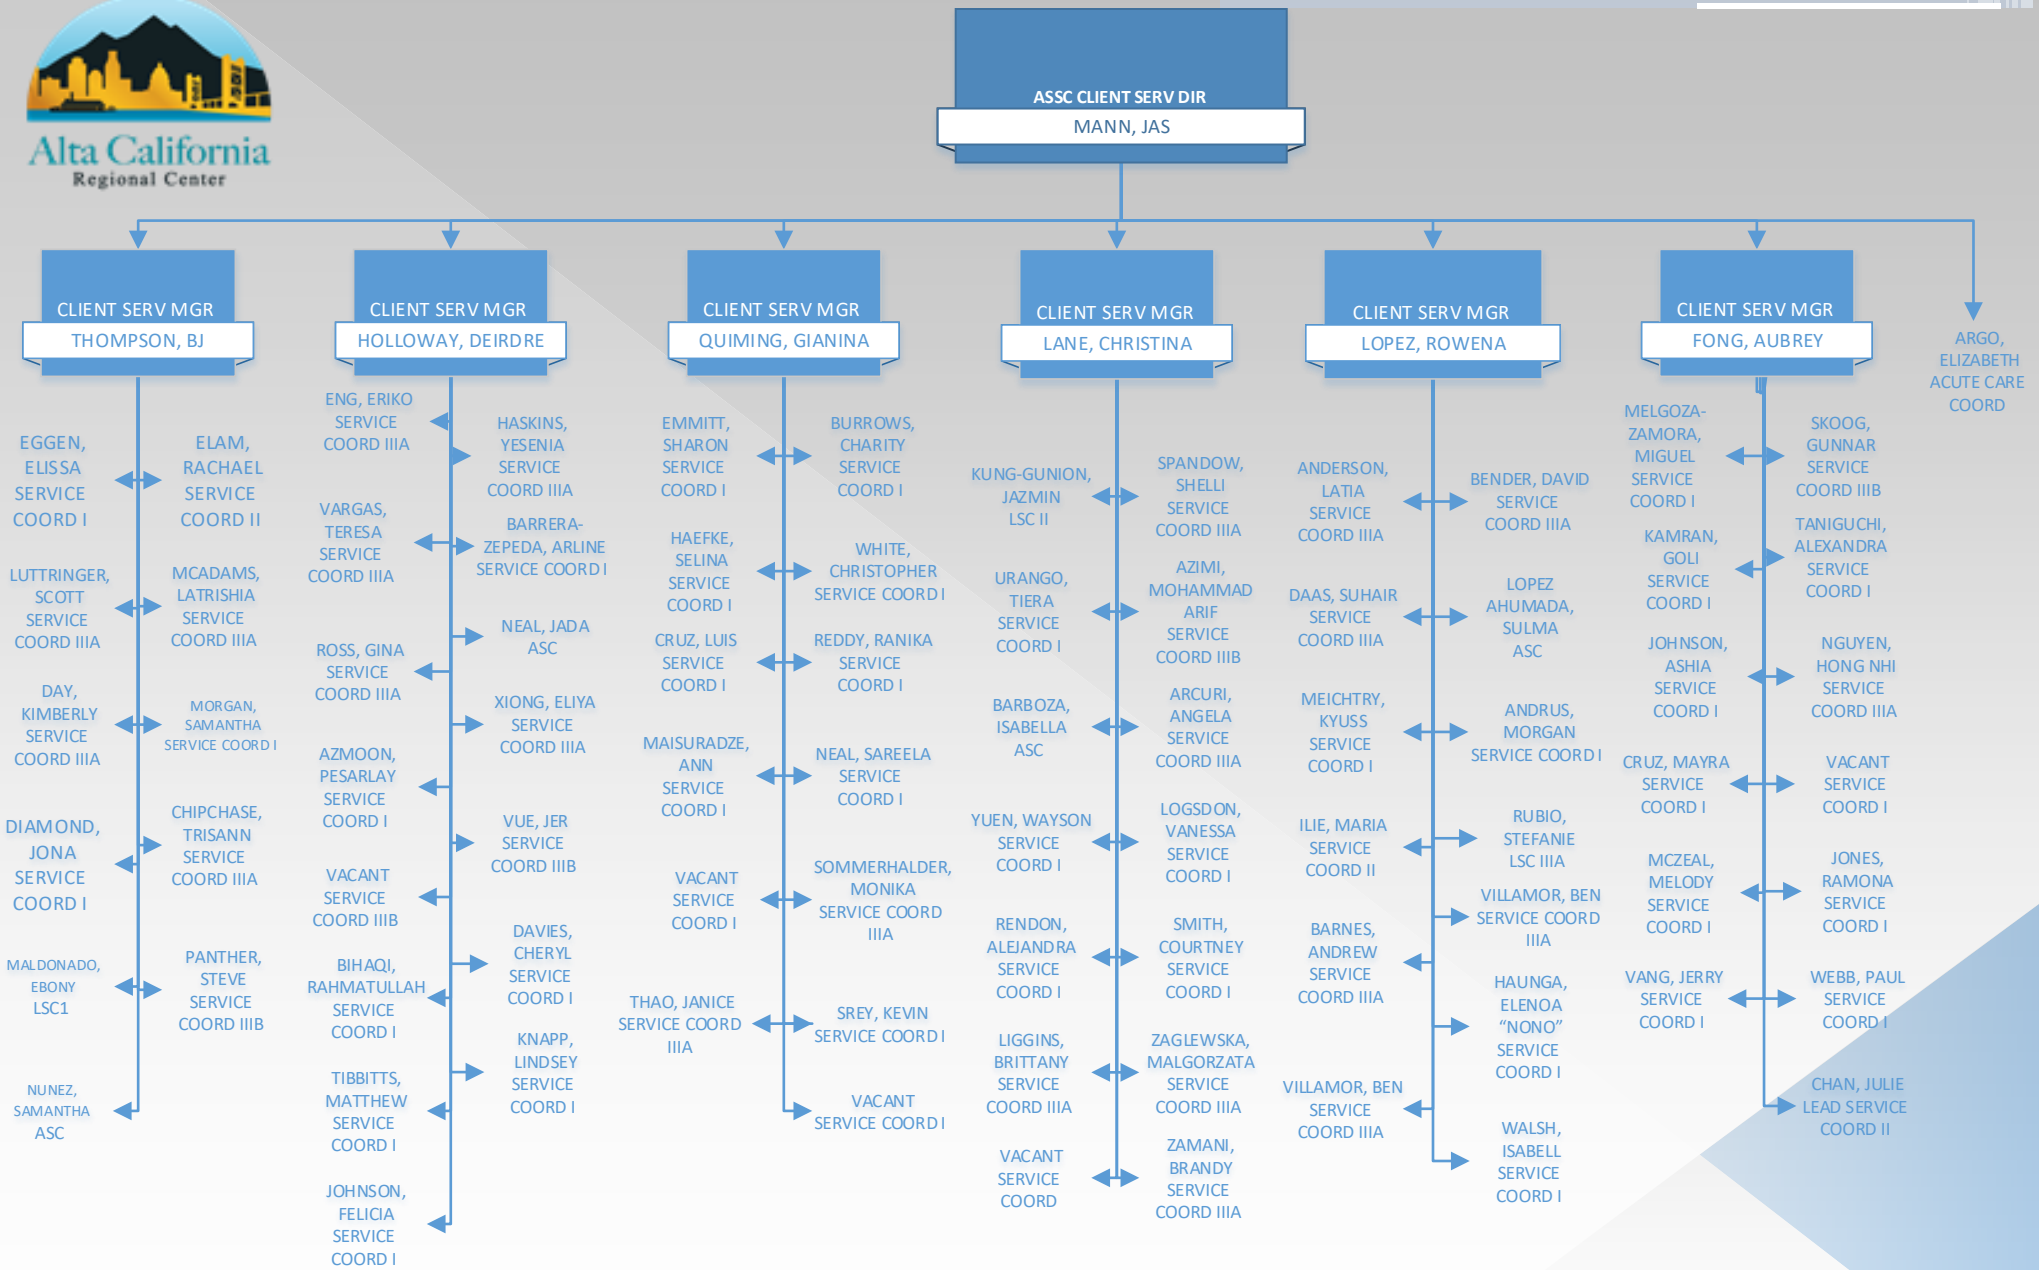 Alta California
Regional Center
ASSC CLIENT SERV DIR
MANN, JAS
CLIENT SERV MGR
THOMPSON, BJ
EGGEN,
ELISSA
SERVICE
COORD I
ELAM,
RACHAEL
SERVICE
COORD II
LUTTRINGER,
SCOTT
SERVICE
COORD IIIA
MCADAMS,
LATRISHIA
SERVICE
COORD IIIA
DAY,
KIMBERLY
SERVICE
COORD IIIA
MORGAN,
SAMANTHA
SERVICE COORD I
DIAMOND,
JONA
SERVICE
COORD I
CHIPCHASE,
TRISANN
SERVICE
COORD IIIA
MALDONADO,
EBONY
LSC1
PANTHER,
STEVE
SERVICE
COORD IIIB
NUNEZ,
SAMANTHA
ASC
CLIENT SERV MGR
HOLLOWAY, DEIRDRE
ENG, ERIKO
SERVICE
COORD IIIA
HASKINS,
YESENIA
SERVICE
COORD IIIA
VARGAS,
TERESA
SERVICE
COORD IIIA
BARRERA-
ZEPEDA, ARLINE
SERVICE COORD I
NEAL, JADA
ASC
ROSS, GINA
SERVICE
COORD IIIA
XIONG, ELIYA
SERVICE
COORD IIIA
AZMOON,
PESARLAY
SERVICE
COORD I
VUE, JER
SERVICE
COORD IIIB
VACANT
SERVICE
COORD IIIB
DAVIES,
CHERYL
SERVICE
COORD I
BIHAQI,
RAHMATULLAH
SERVICE
COORD I
KNAPP,
LINDSEY
SERVICE
COORD I
TIBBITTS,
MATTHEW
SERVICE
COORD I
JOHNSON,
FELICIA
SERVICE
COORD I
CLIENT SERV MGR
QUIMING, GIANINA
EMMITT,
SHARON
SERVICE
COORD I
BURROWS,
CHARITY
SERVICE
COORD I
HAEFKE,
SELINA
SERVICE
COORD I
WHITE,
CHRISTOPHER
SERVICE COORD I
CRUZ, LUIS
SERVICE
COORD I
REDDY, RANIKA
SERVICE
COORD I
MAISURADZE,
ANN
SERVICE
COORD I
NEAL, SAREELA
SERVICE
COORD I
VACANT
SERVICE
COORD I
SOMMERHALDER,
MONIKA
SERVICE COORD
IIIA
THAO, JANICE
SERVICE COORD
IIIA
SREY, KEVIN
SERVICE COORD I
VACANT
SERVICE COORD I
CLIENT SERV MGR
LANE, CHRISTINA
KUNG-GUNION,
JAZMIN
LSC II
SPANDOW,
SHELLI
SERVICE
COORD IIIA
URANGO,
TIERA
SERVICE
COORD I
AZIMI,
MOHAMMAD
ARIF
SERVICE
COORD IIIB
BARBOZA,
ISABELLA
ASC
ARCURI,
ANGELA
SERVICE
COORD IIIA
YUEN, WAYSON
SERVICE
COORD I
LOGSDON,
VANESSA
SERVICE
COORD I
RENDON,
ALEJANDRA
SERVICE
COORD I
SMITH,
COURTNEY
SERVICE
COORD I
LIGGINS,
BRITTANY
SERVICE
COORD IIIA
ZAGLEWSKA,
MALGORZATA
SERVICE
COORD IIIA
VACANT
SERVICE
COORD
ZAMANI,
BRANDY
SERVICE
COORD IIIA
CLIENT SERV MGR
LOPEZ, ROWENA
ANDERSON,
LATIA
SERVICE
COORD IIIA
BENDER, DAVID
SERVICE
COORD IIIA
DAAS, SUHAIR
SERVICE
COORD IIIA
LOPEZ
AHUMADA,
SULMA
ASC
MEICHTRY,
KYUSS
SERVICE
COORD I
ANDRUS,
MORGAN
SERVICE COORD I
ILIE, MARIA
SERVICE
COORD II
RUBIO,
STEFANIE
LSC IIIA
VILLAMOR, BEN
SERVICE COORD
IIIA
BARNES,
ANDREW
SERVICE
COORD IIIA
HAUNGA,
ELENOA
“NONO”
SERVICE
COORD I
VILLAMOR, BEN
SERVICE
COORD IIIA
WALSH,
ISABELL
SERVICE
COORD I
CLIENT SERV MGR
FONG, AUBREY
MELGOZA-
ZAMORA,
MIGUEL
SERVICE
COORD I
SKOOG,
GUNNAR
SERVICE
COORD IIIB
KAMRAN,
GOLI
SERVICE
COORD I
TANIGUCHI,
ALEXANDRA
SERVICE
COORD I
JOHNSON,
ASHIA
SERVICE
COORD I
NGUYEN,
HONG NHI
SERVICE
COORD IIIA
CRUZ, MAYRA
SERVICE
COORD I
VACANT
SERVICE
COORD I
MCZEAL,
MELODY
SERVICE
COORD I
JONES,
RAMONA
SERVICE
COORD I
VANG, JERRY
SERVICE
COORD I
WEBB, PAUL
SERVICE
COORD I
CHAN, JULIE
LEAD SERVICE
COORD II
ARGO,
ELIZABETH
ACUTE CARE
COORD